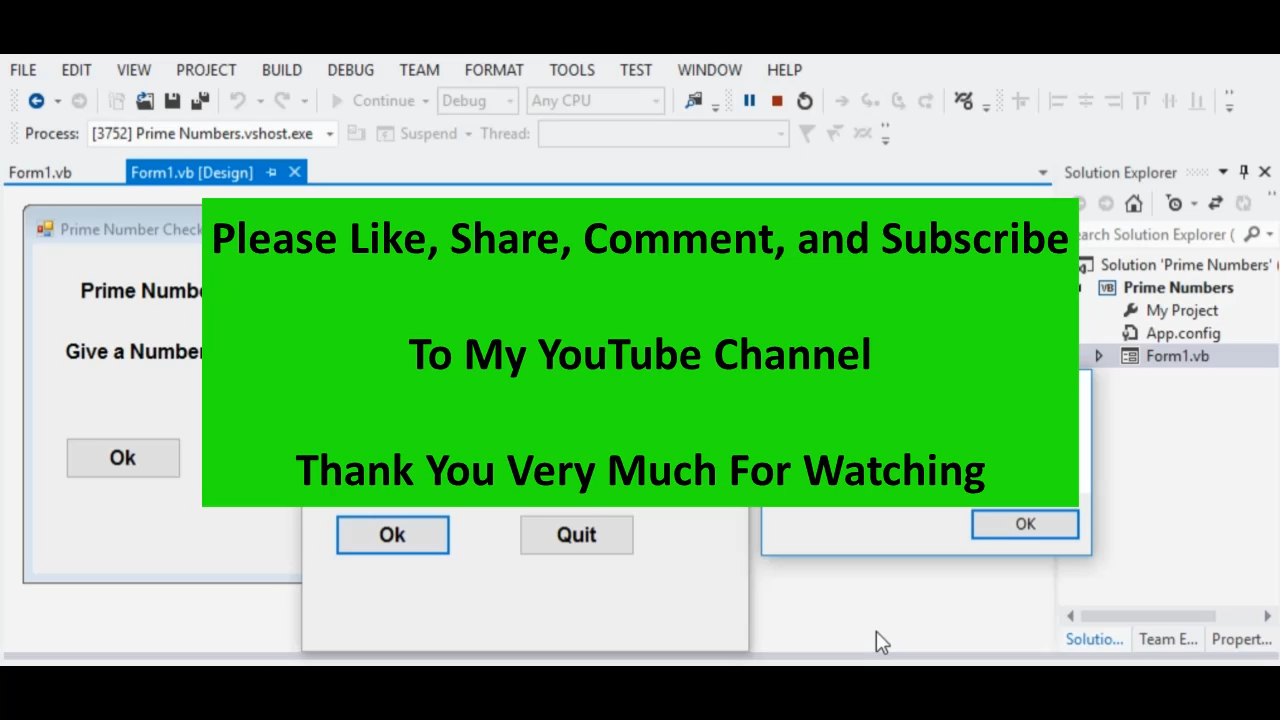 FILE EDIT VIEW PROJECT BUILD DEBUG TEAM FORMAT TOOLS TEST WINDOW HELP
Continue Debug Any CPU
Process: [3752] Prime Numbers.vshost.exe Suspend Thread:
Form1.vb Form1.vb [Design] Solution Explorer
Prime Number Check
Please Like, Share, Comment, and Subscribe
To My YouTube Channel
Thank You Very Much For Watching
earch Solution Explorer (
Solution 'Prime Numbers' (
Prime Numbers
My Project
App.config
Form1.vb
Prime Numbe
Give a Number
Ok
Ok Quit
OK
Solutio... Team E... Propert...